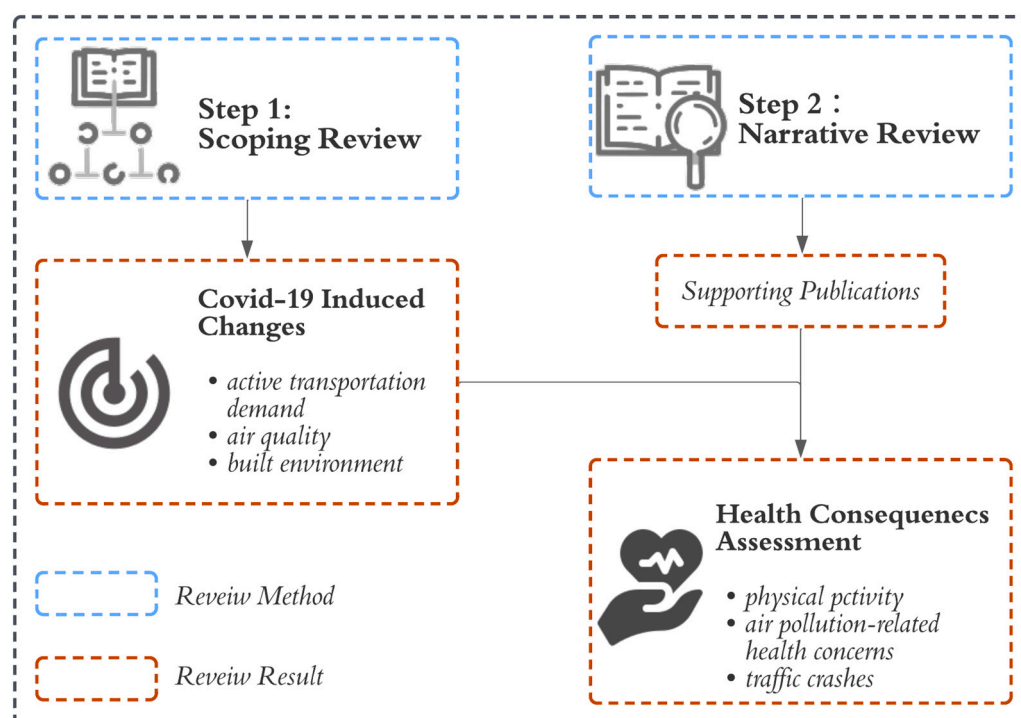 Step 1:
Scoping Review
Step 2：
Narrative Review
Covid-19 Induced
Changes
• active transportation
demand
• air quality
• built environment
Supporting Publications
Health Consequenecs
Assessment
• physical pctivity
• air pollution-related
health concerns
• traffic crashes
Reveiw Method
Reveiw Result